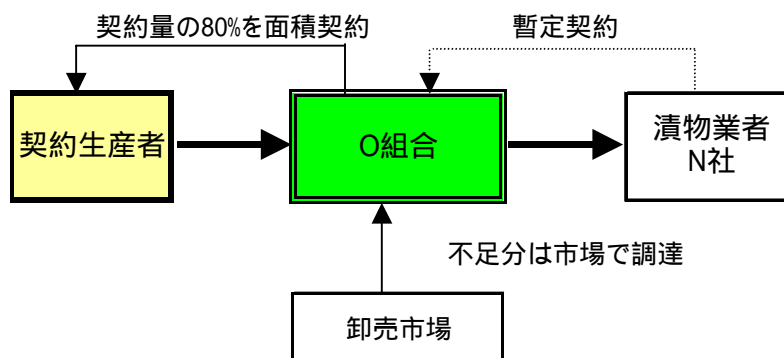 契約量の80%を面積契約
暫定契約
契約生産者
O組合
漬物業者
N社
不足分は市場で調達
卸売市場